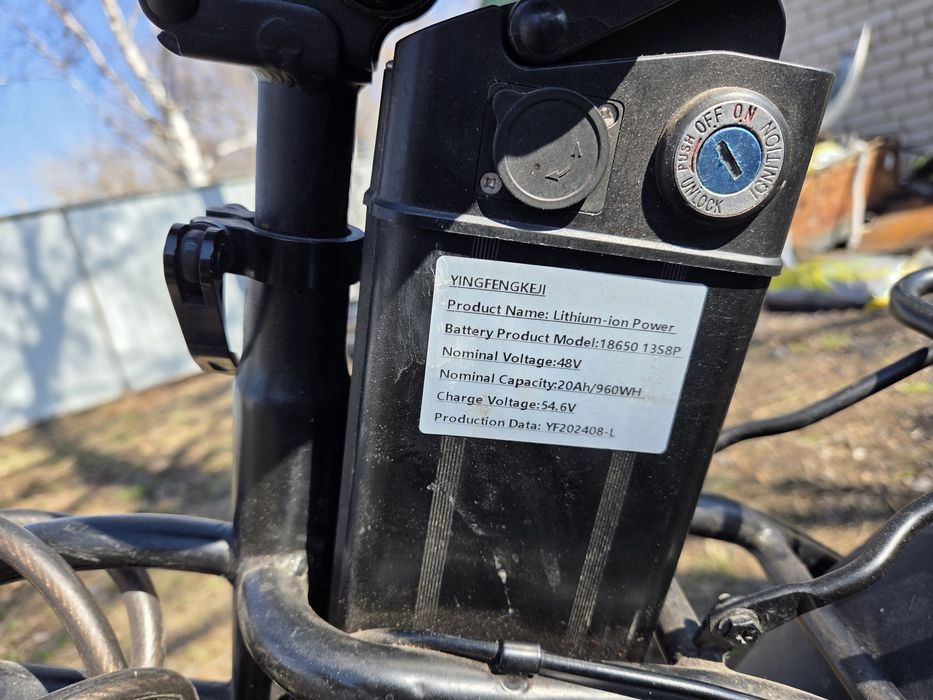 OFF ON
PUSH
UNLOCK
IGNITION
YINGFENGKEJI
Product Name: Lithium-ion Power
Battery Product Model:18650 13S8P
Nominal Voltage:48V
Nominal Capacity:20Ah/960WH
Charge Voltage:54.6V
Production Data: YF202408-L